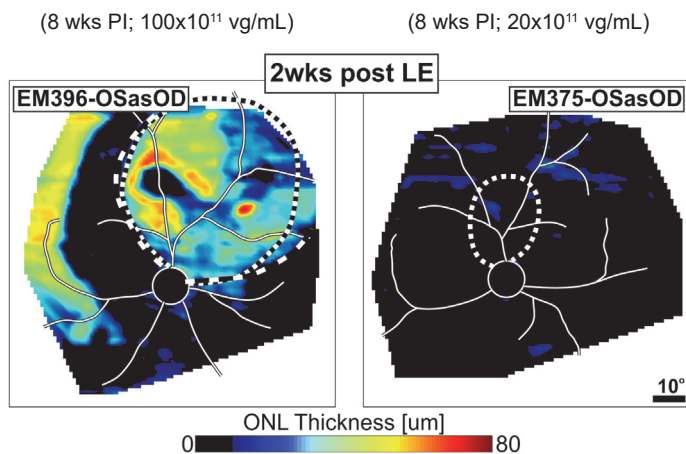 (8 wks PI; 100x10¹¹ vg/mL)
(8 wks PI; 20x10¹¹ vg/mL)
2wks post LE
EM396-OSasOD
EM375-OSasOD
10°
ONL Thickness [um]
0
80